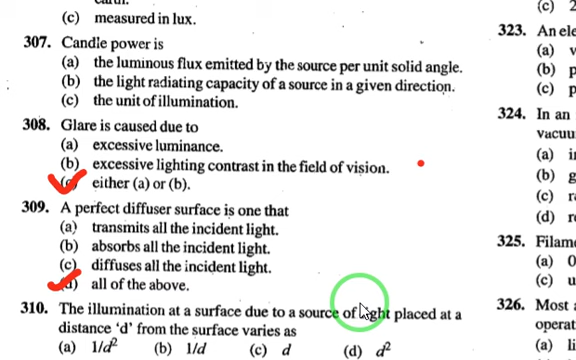 (c) measured in lux.
307. Candle power is
(a) the luminous flux emitted by the source per unit solid angle.
(b) the light radiating capacity of a source in a given direction.
(c) the unit of illumination.
308. Glare is caused due to
(a) excessive luminance.
(b) excessive lighting contrast in the field of vision.
either (a) or (b).
309. A perfect diffuser surface is one that
(a) transmits all the incident light.
(b) absorbs all the incident light.
(c) diffuses all the incident light.
(d) all of the above.
310. The illumination at a surface due to a source of light placed at a
distance 'd' from the surface varies as
(a) 1/d² (b) 1/d (c) d (d) d²
(c)
323. An
(a)
(b)
(c)
324. In an
(a)
(b)
(c)
(d)
325.
(a) 0
(c)
326. Most
(a)